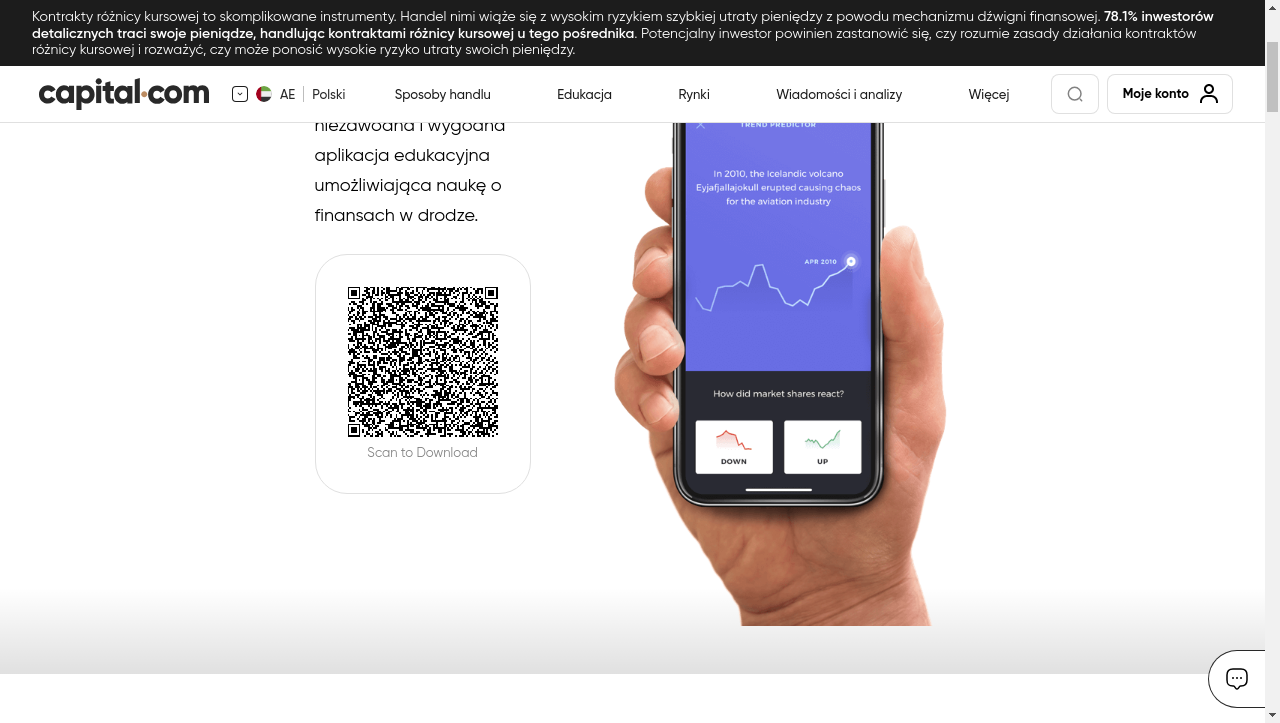 Kontrakty różnicy kursowej to skomplikowane instrumenty. Handel nimi wiąże się z wysokim ryzykiem szybkiej utraty pieniędzy z powodu mechanizmu dźwigni finansowej. 78.1% inwestorów
detalicznych traci swoje pieniądze, handlując kontraktami różnicy kursowej u tego pośrednika. Potencjalny inwestor powinien zastanowić się, czy rozumie zasady działania kontraktów
różnicy kursowej i rozważyć, czy może ponosić wysokie ryzyko utraty swoich pieniędzy.
capital.com AE Polski Sposoby handlu Edukacja Rynki Wiadomości i analizy Więcej Moje konto
niezawodna i wygodna
aplikacja edukacyjna
umożliwiająca naukę o
finansach w drodze.
Scan to Download
TREND PREDICTOR
In 2010, the Icelandic volcano
Eyjafjallajokull erupted causing chaos
for the aviation industry
APR 2010
How did market shares react?
DOWN UP